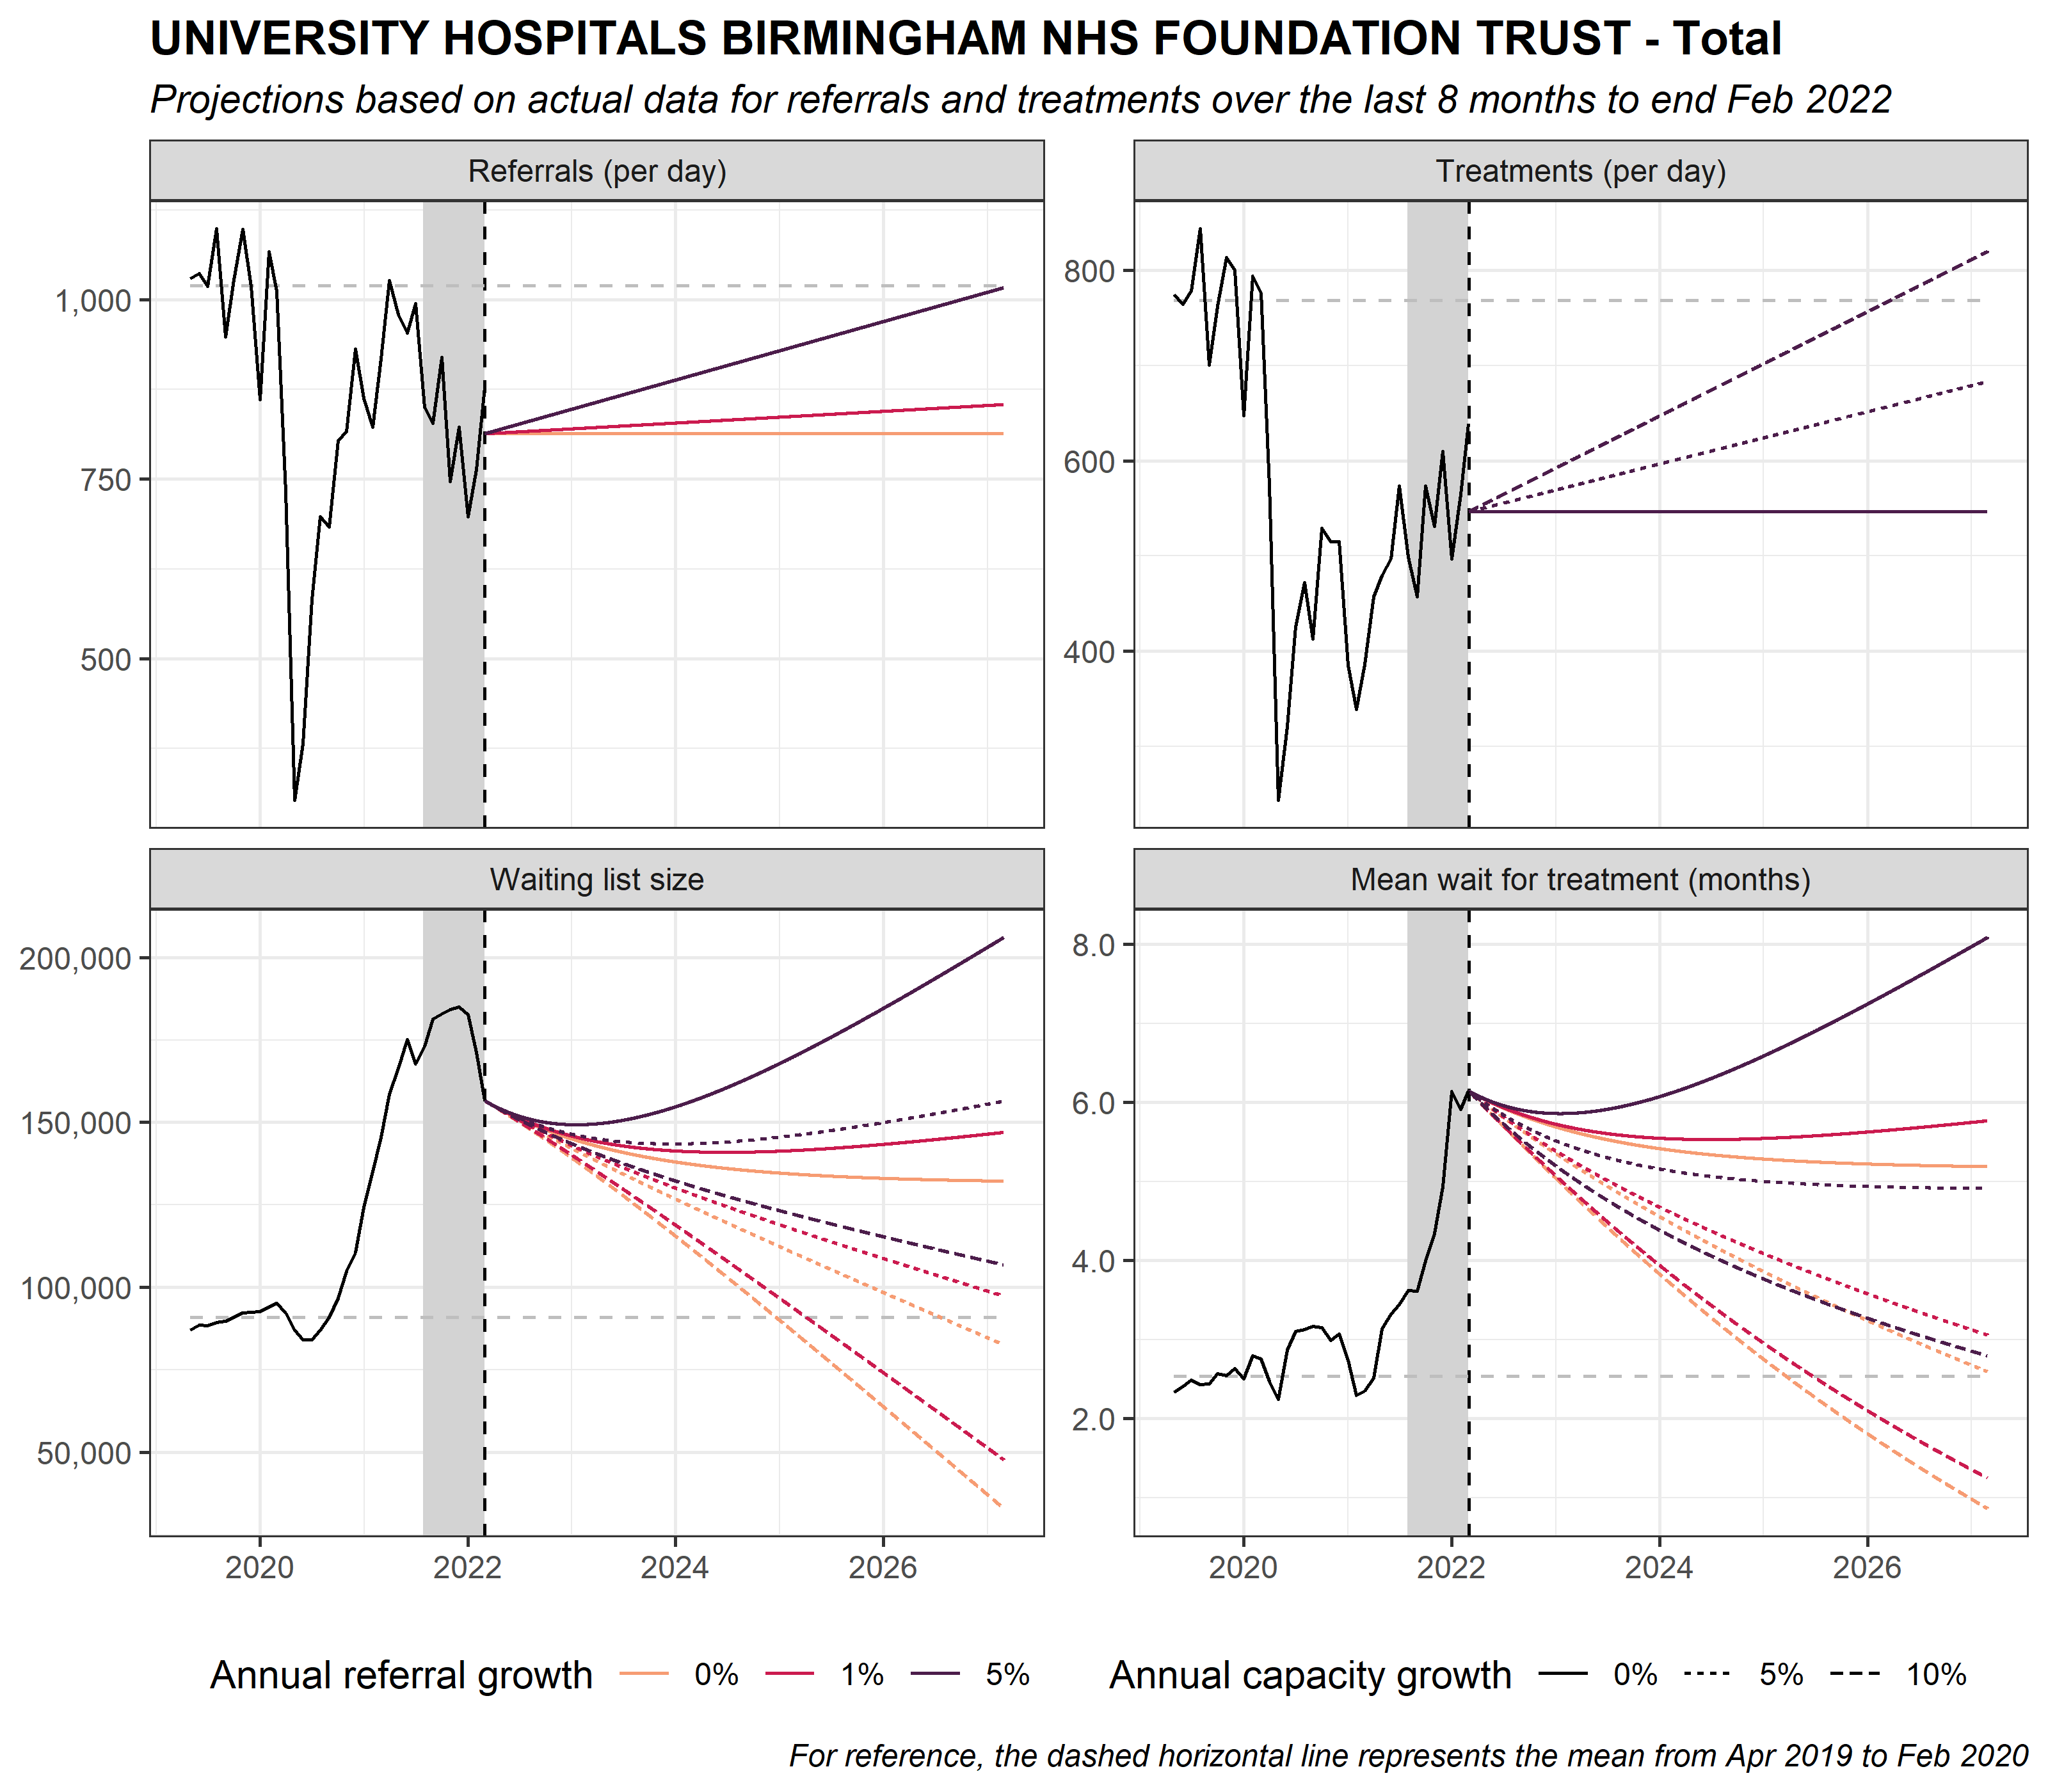 UNIVERSITY HOSPITALS BIRMINGHAM NHS FOUNDATION TRUST - Total
Projections based on actual data for referrals and treatments over the last 8 months to end Feb 2022
Referrals (per day)
1,000
750
500
Treatments (per day)
800
600
400
Waiting list size
200,000
150,000
100,000
50,000
2020 2022 2024 2026
Mean wait for treatment (months)
8.0
6.0
4.0
2.0
2020 2022 2024 2026
Annual referral growth 0% 1% 5%
Annual capacity growth 0% 5% 10%
For reference, the dashed horizontal line represents the mean from Apr 2019 to Feb 2020